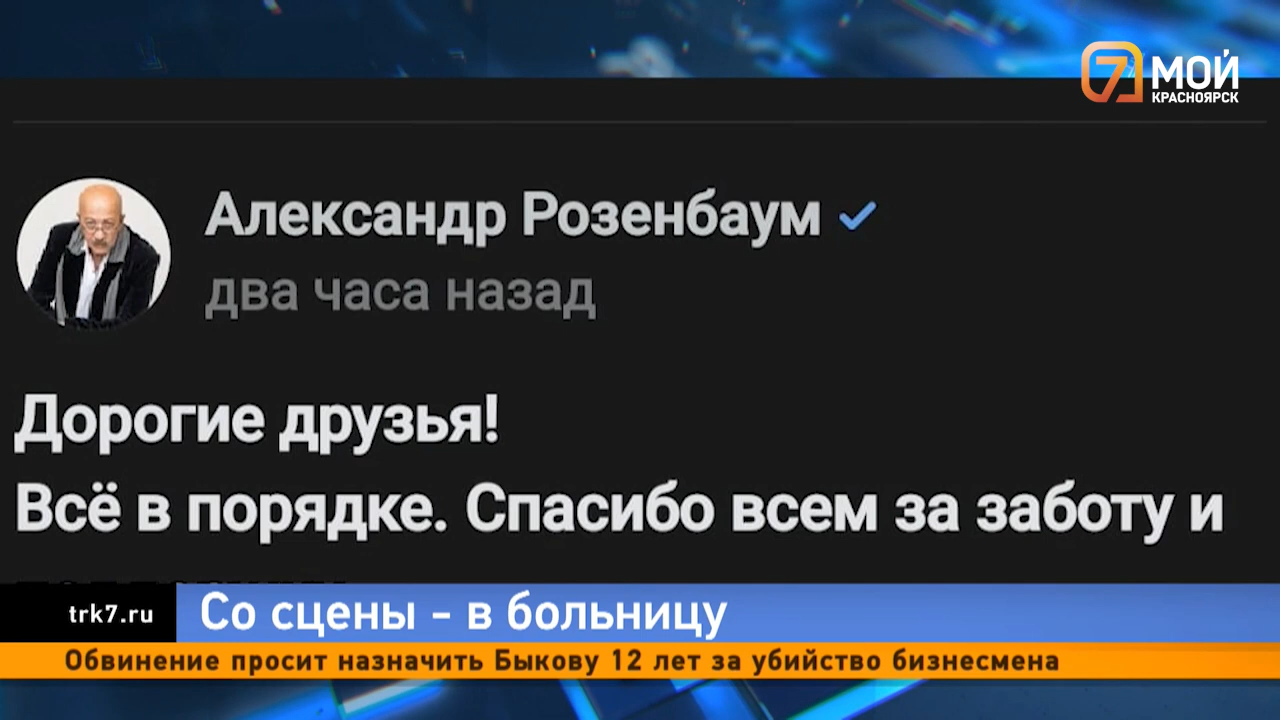 7 МОЙ
КРАСНОЯРСК
Александр Розенбаум
два часа назад
Дорогие друзья!
Всё в порядке. Спасибо всем за заботу и
trk7.ru
Со сцены - в больницу
Обвинение просит назначить Быкову 12 лет за убийство бизнесмена